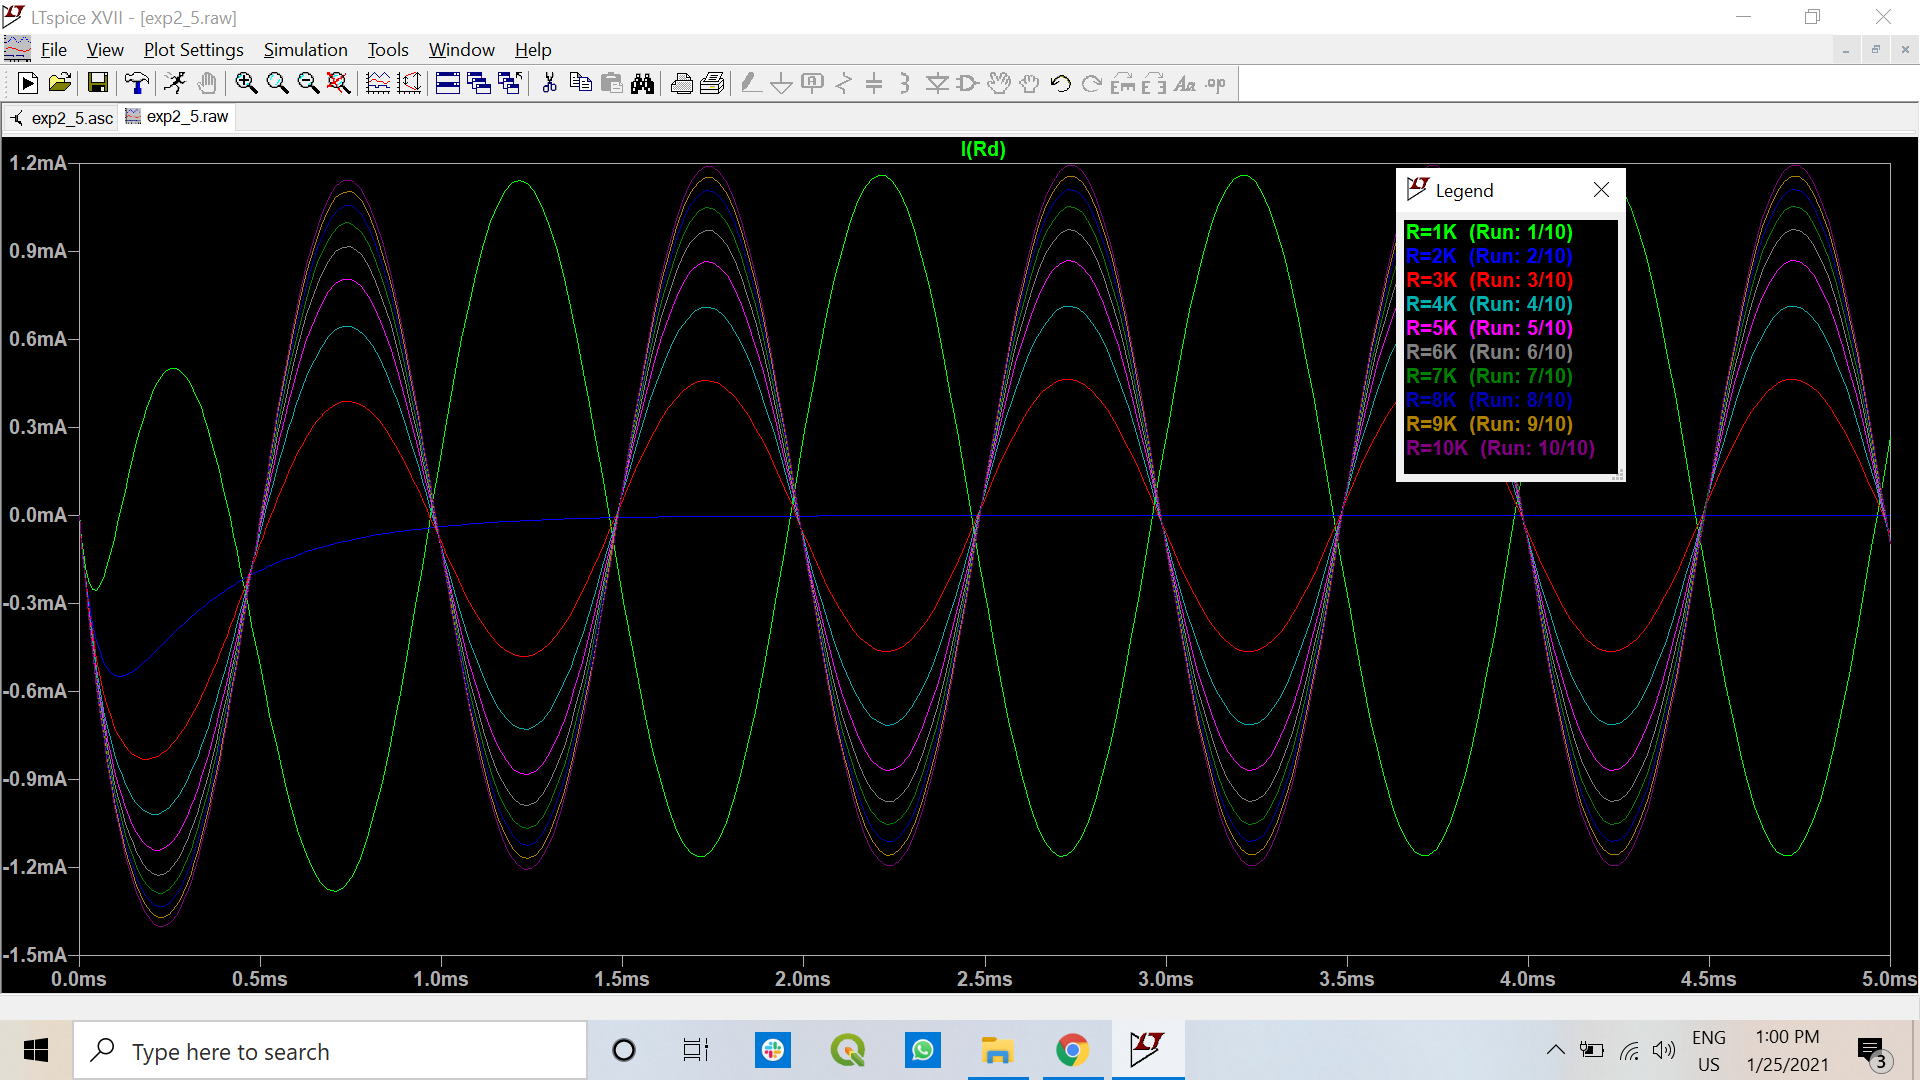 LTspice XVII - [exp2_5.raw]
File View Plot Settings Simulation Tools Window Help
exp2_5.asc exp2_5.raw
I(Rd)
1.2mA
0.9mA
0.6mA
0.3mA
0.0mA
-0.3mA
-0.6mA
-0.9mA
-1.2mA
-1.5mA
0.0ms 0.5ms 1.0ms 1.5ms 2.0ms 2.5ms 3.0ms 3.5ms 4.0ms 4.5ms 5.0ms
Legend
R=1K (Run: 1/10)
R=2K (Run: 2/10)
R=3K (Run: 3/10)
R=4K (Run: 4/10)
R=5K (Run: 5/10)
R=6K (Run: 6/10)
R=7K (Run: 7/10)
R=8K (Run: 8/10)
R=9K (Run: 9/10)
R=10K (Run: 10/10)
Type here to search
ENG
US
1:00 PM
1/25/2021
3